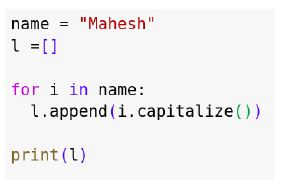 name = "Mahesh"
l =[]
for i in name:
  l.append(i.capitalize())
print(l)